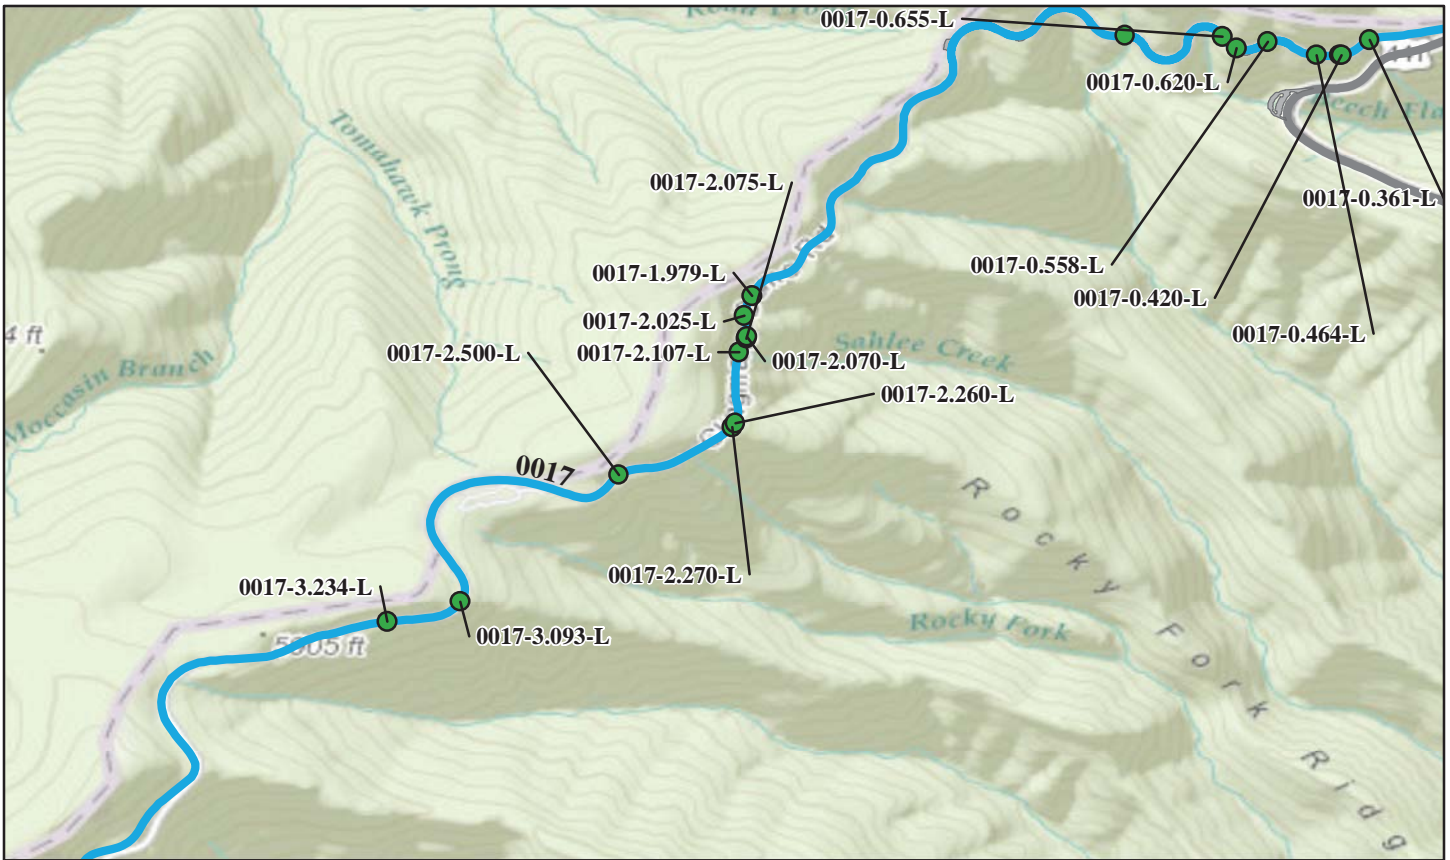 0017-0.655-L
0017-0.620-L
0017-2.075-L
Tomahawk Prong
0017-0.361-L
0017-1.979-L
0017-0.558-L
0017-0.420-L
0017-2.025-L
0017-0.464-L
4 ft
0017-2.500-L
0017-2.107-L
0017-2.070-L
Sahlee Creek
Moccasin Branch
0017-2.260-L
0017
Rocky Fork Ridg
0017-2.270-L
0017-3.234-L
Rocky Fork
0017-3.093-L